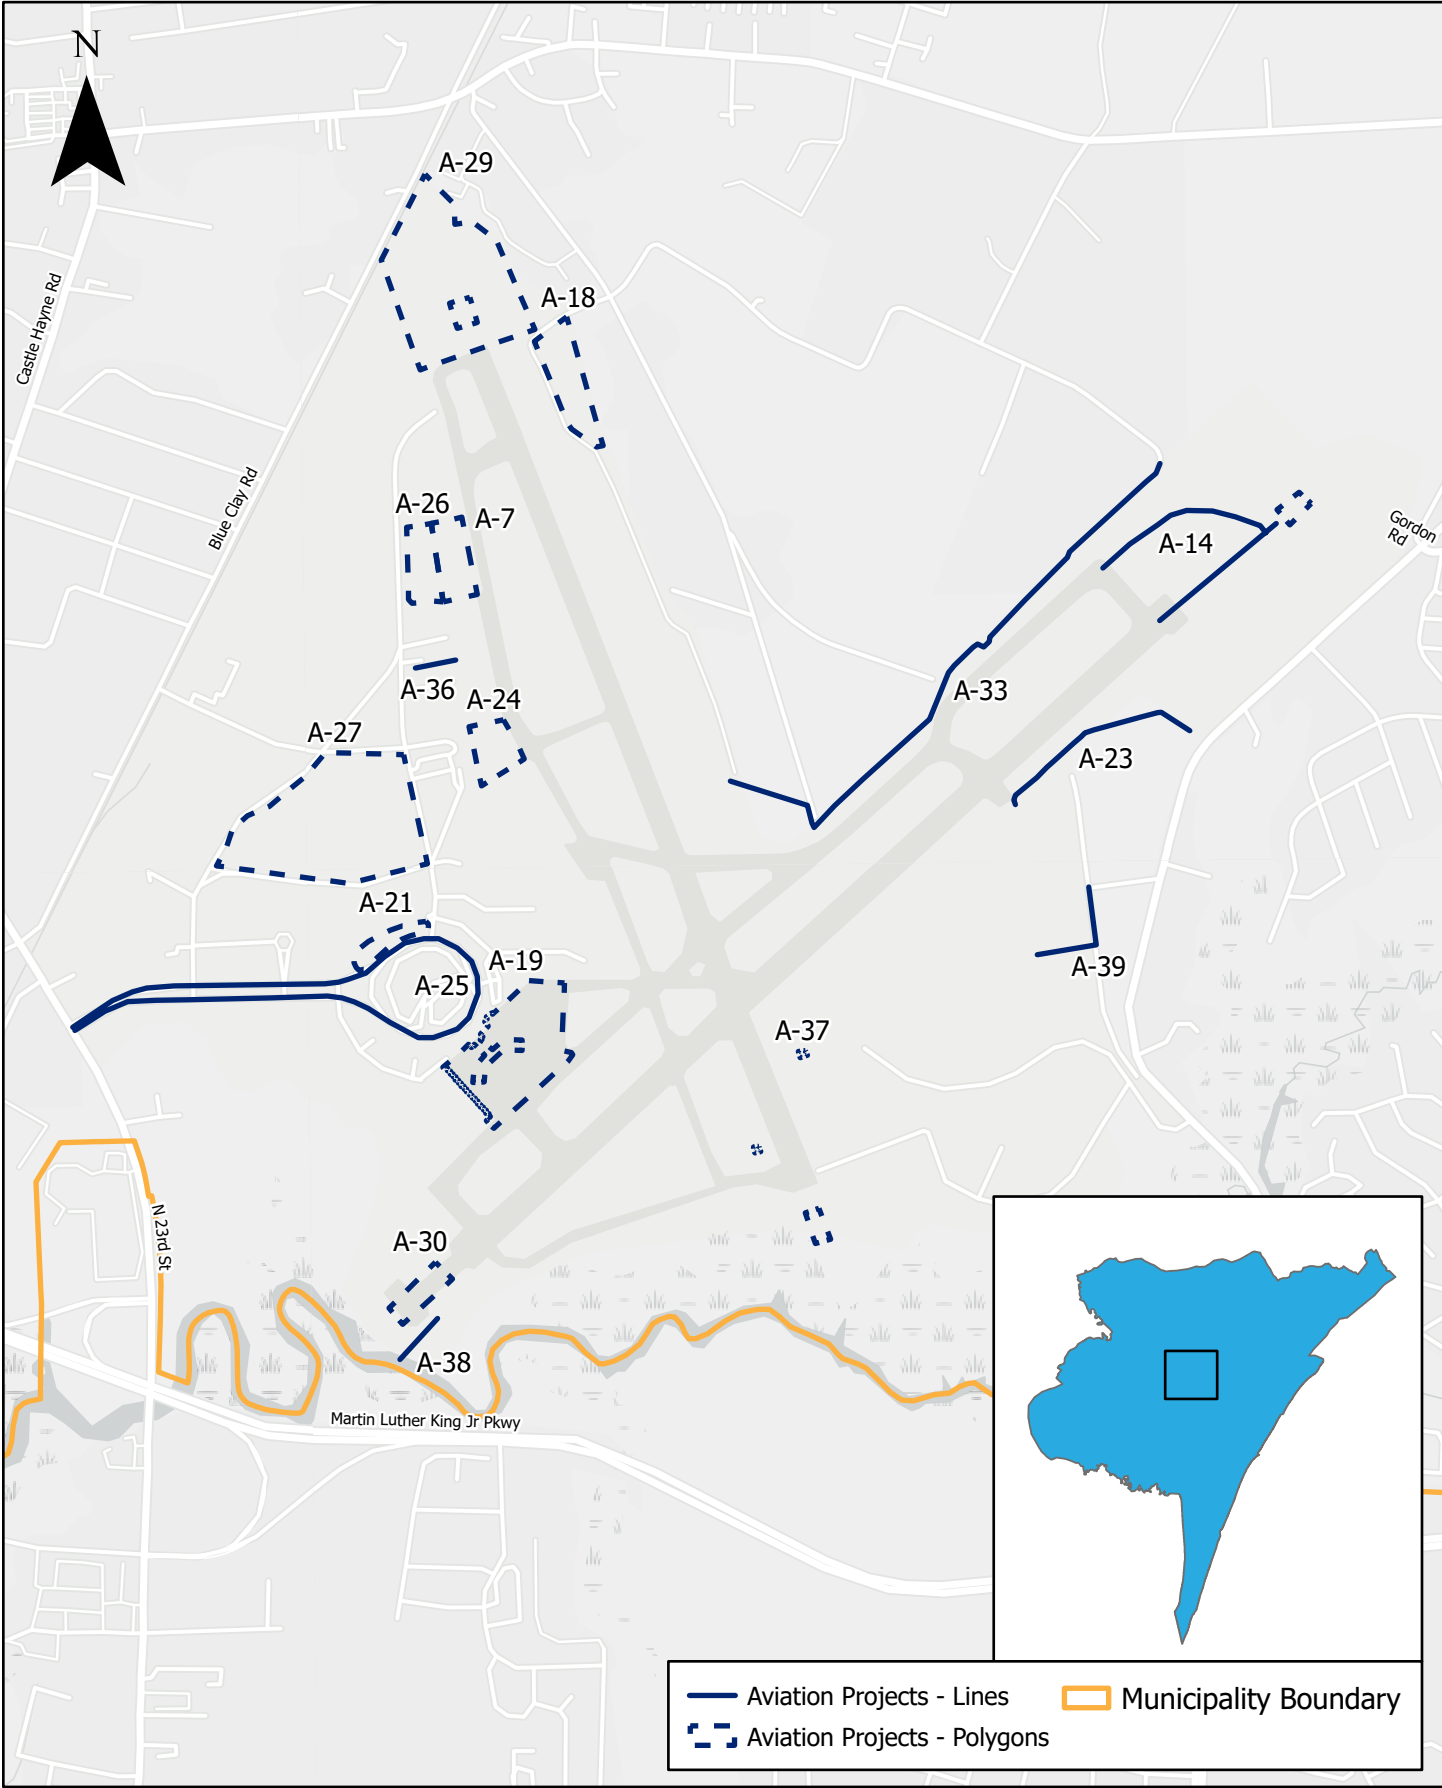 N
A-29
A-18
Castle Hayne Rd
Blue Clay Rd
A-26
A-7
Gordon
Rd
A-14
A-36
A-24
A-33
A-27
A-23
A-21
A-19
A-25
A-39
A-37
N 23rd St
A-30
A-38
Martin Luther King Jr Pkwy
Aviation Projects - Lines
Municipality Boundary
Aviation Projects - Polygons